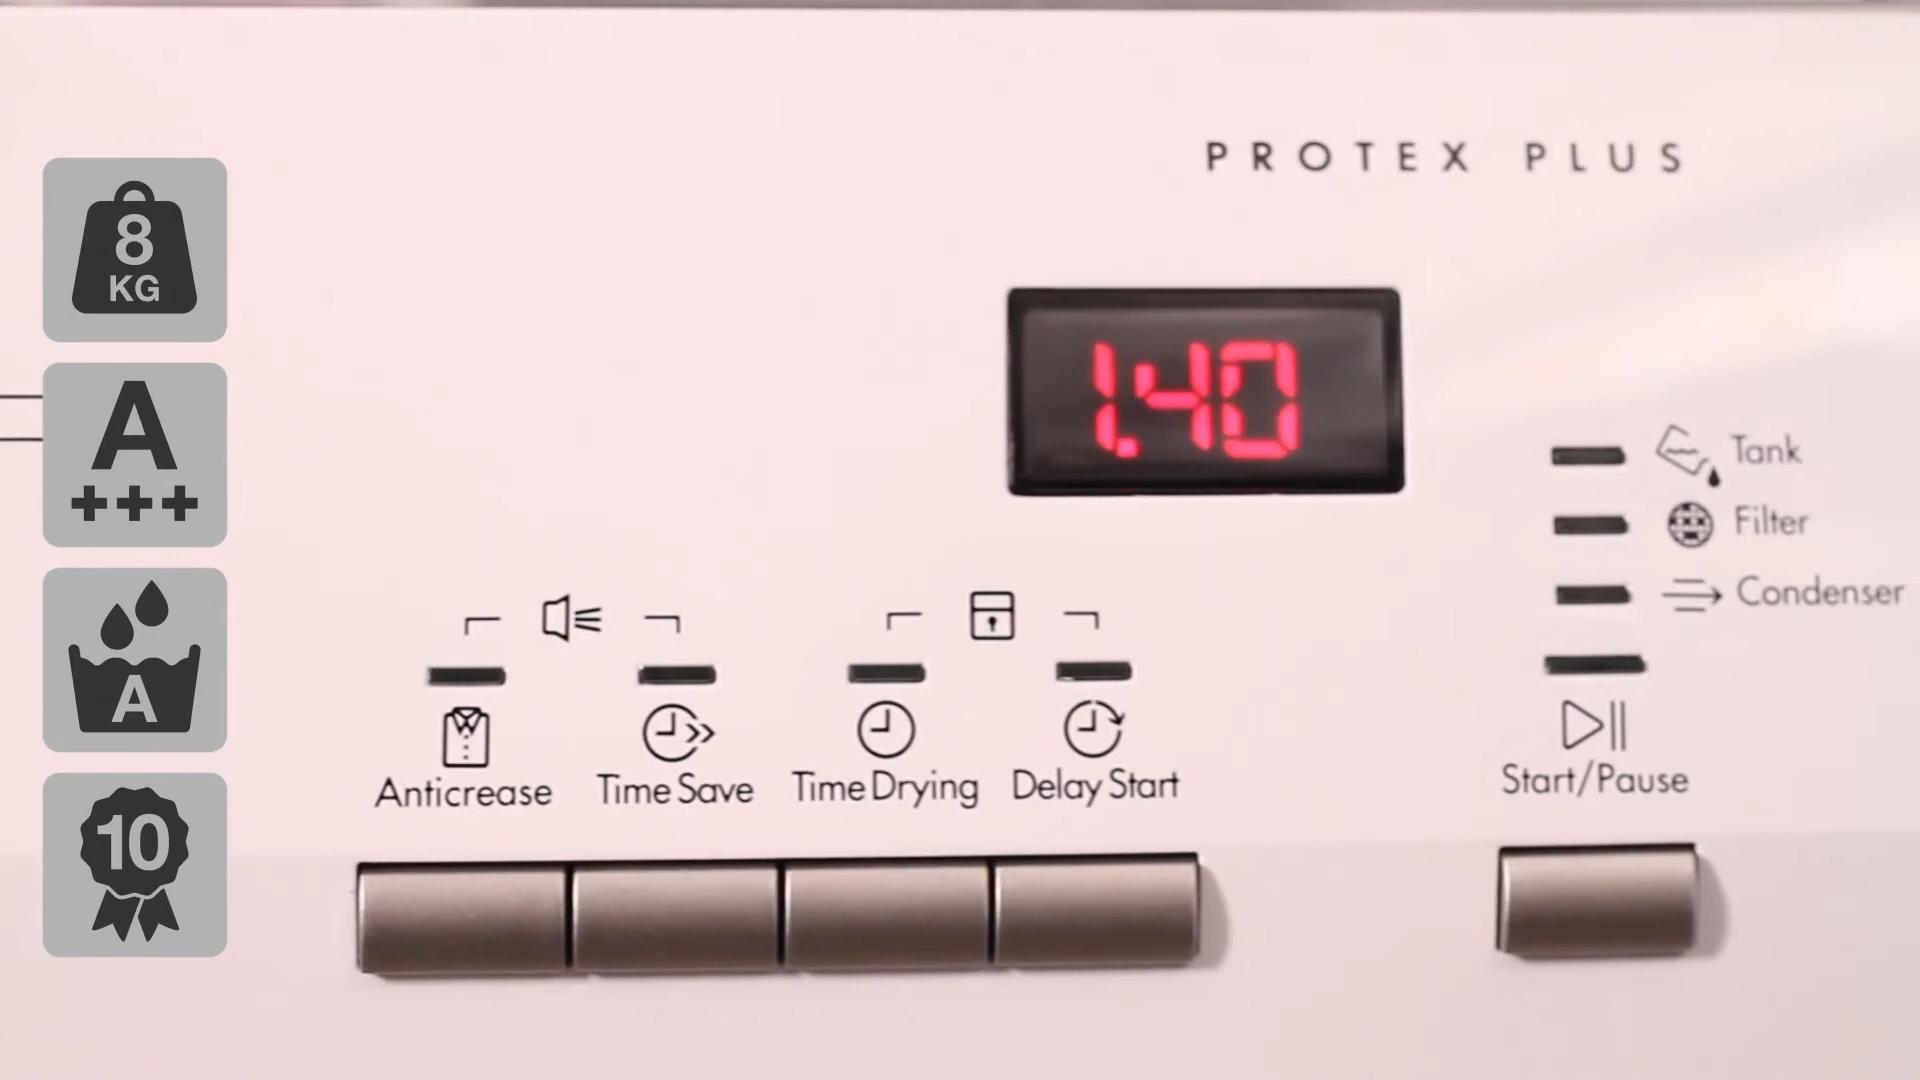 PROTEX PLUS
8
KG
A
+++
A
10
1.40
Tank
Filter
Condenser
Anticrease
Time Save
Time Drying
Delay Start
Start/Pause